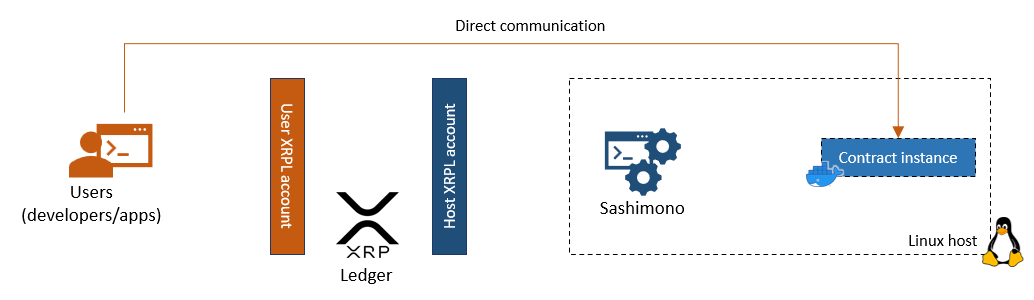 Direct communication
User XRPL account
Host XRPL account
Contract instance
Users
(developers/apps)
XRP
Ledger
Sashimono
Linux host